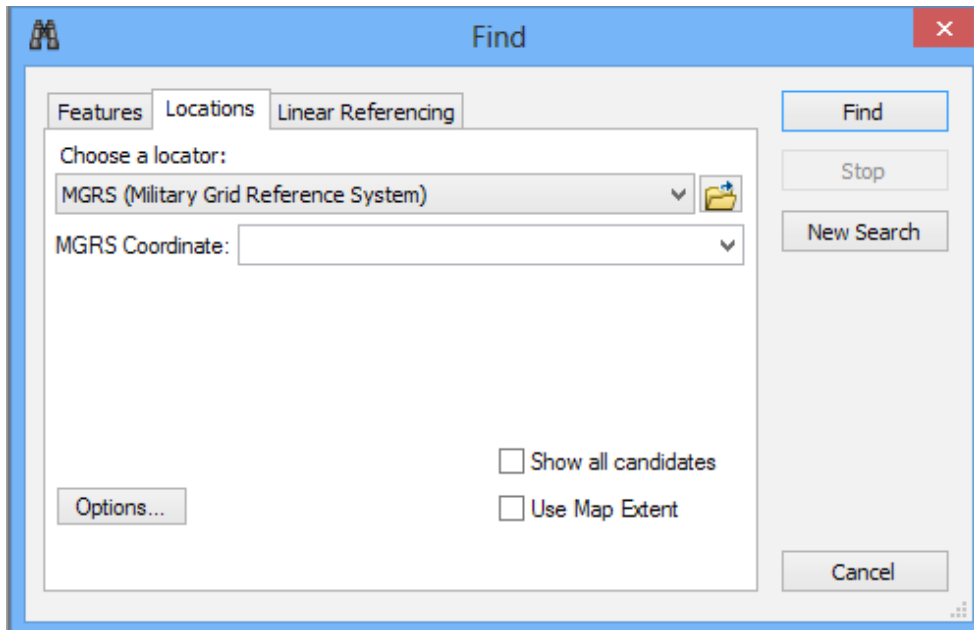 Find
Features
Locations
Linear Referencing
Find
Choose a locator:
Stop
MGRS (Military Grid Reference System)
New Search
MGRS Coordinate:
Show all candidates
Options...
Use Map Extent
Cancel